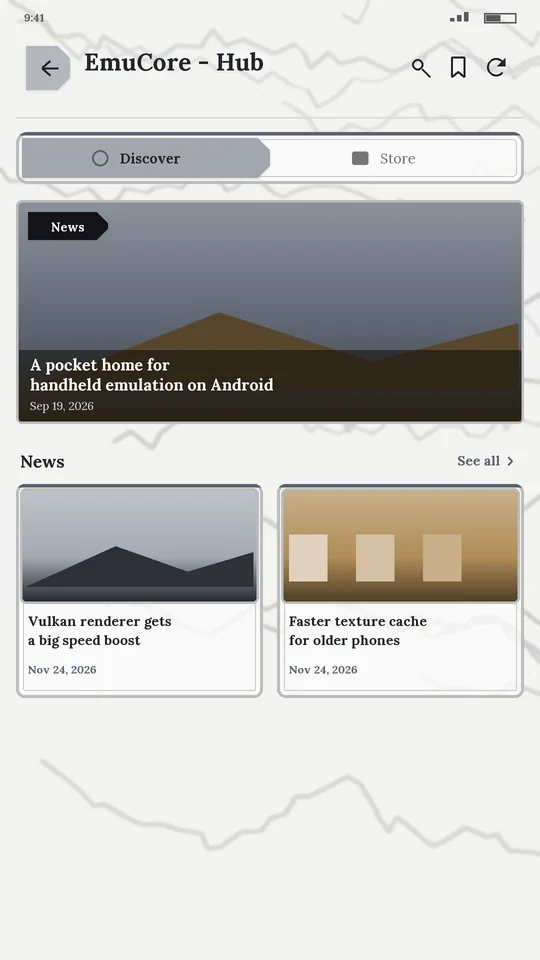 9:41
EmuCore - Hub
Discover
Store
News
A pocket home for
handheld emulation on Android
Sep 19, 2026
News
See all
Vulkan renderer gets
a big speed boost
Nov 24, 2026
Faster texture cache
for older phones
Nov 24, 2026